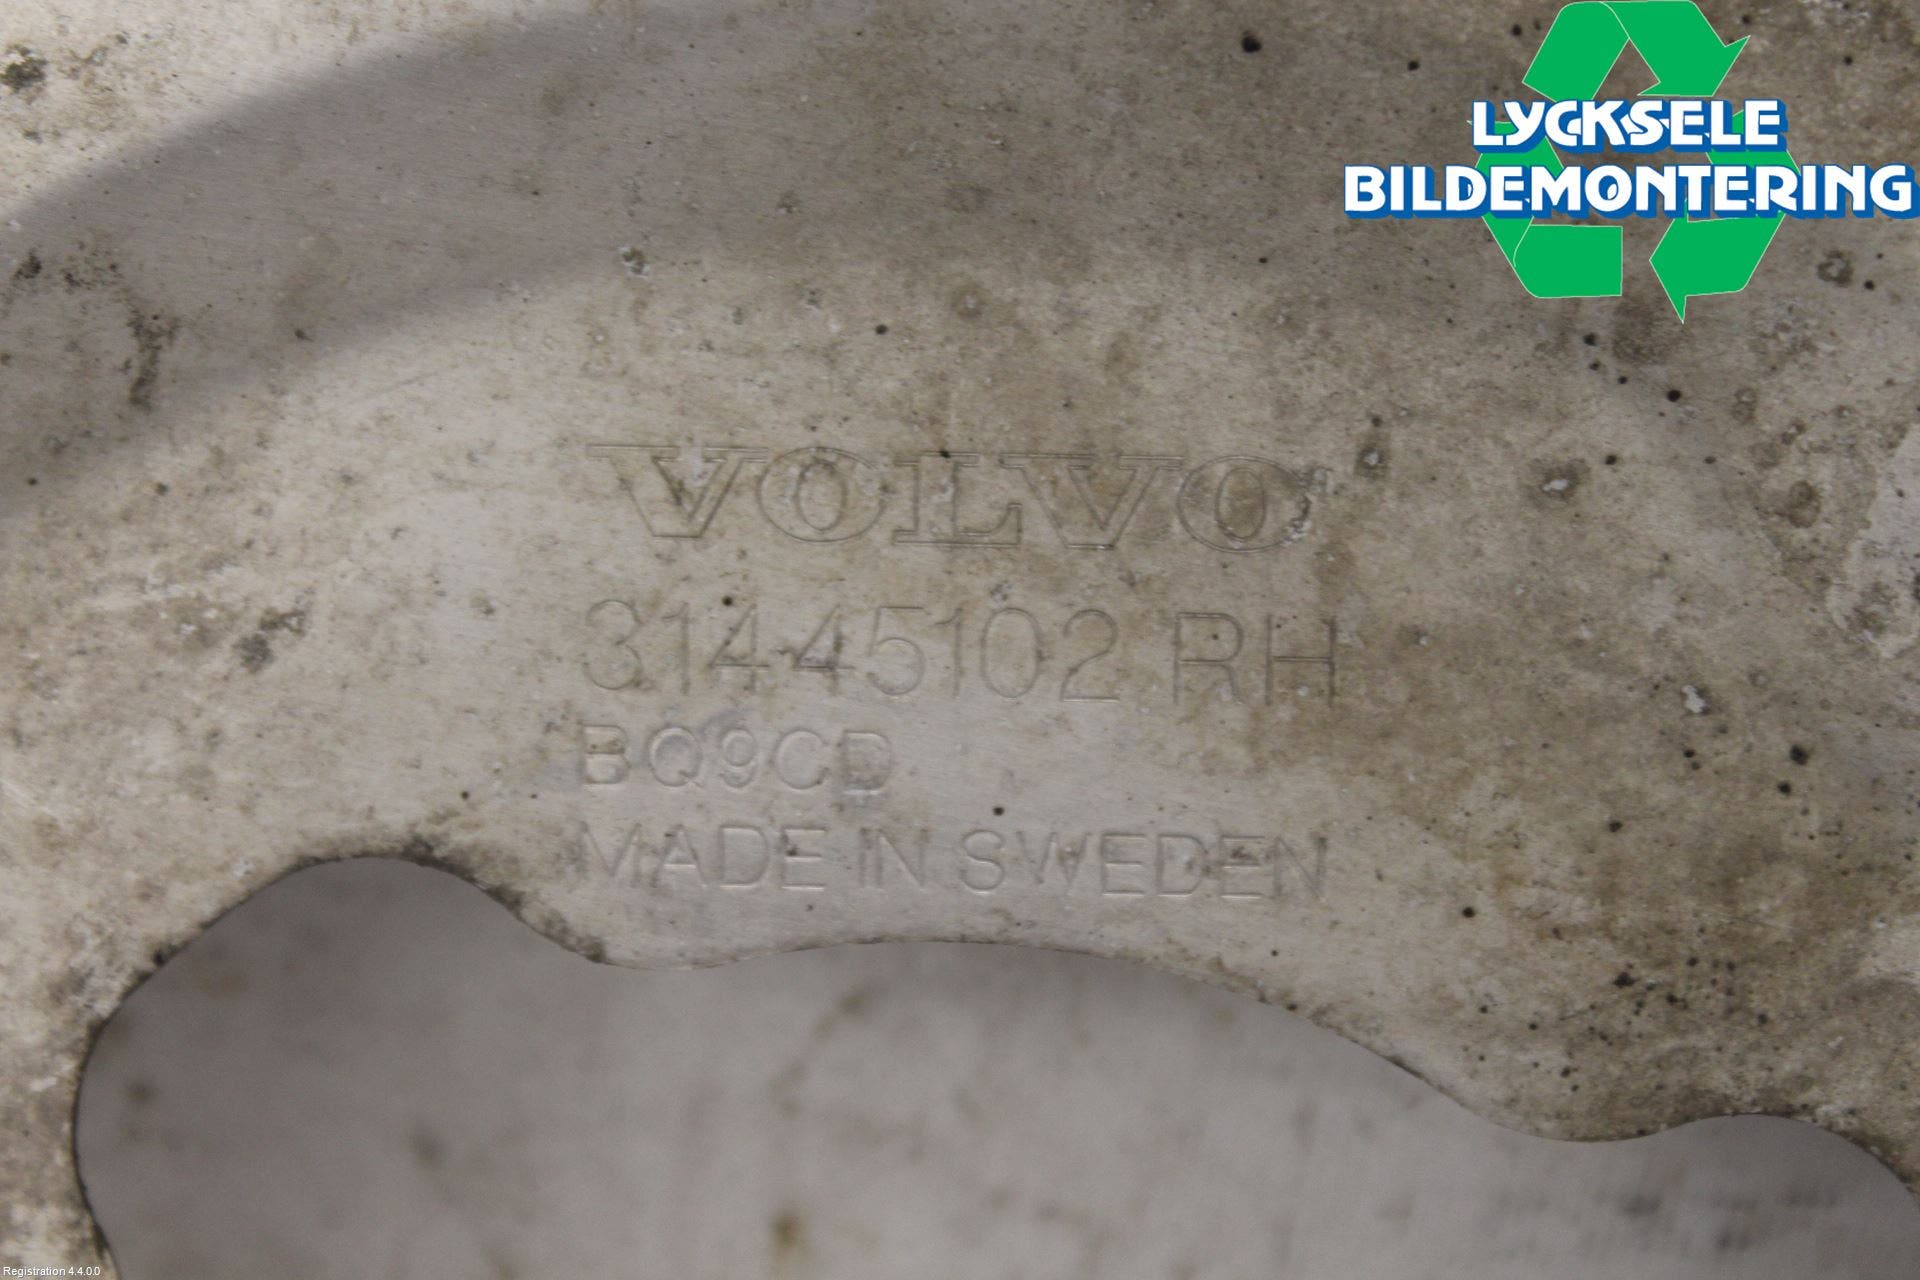 LYCKSELE
BILDEMONTERING
VOLVO
31445102 RH
BQ9CD
MADE IN SWEDEN
Registration 4.4.0.0